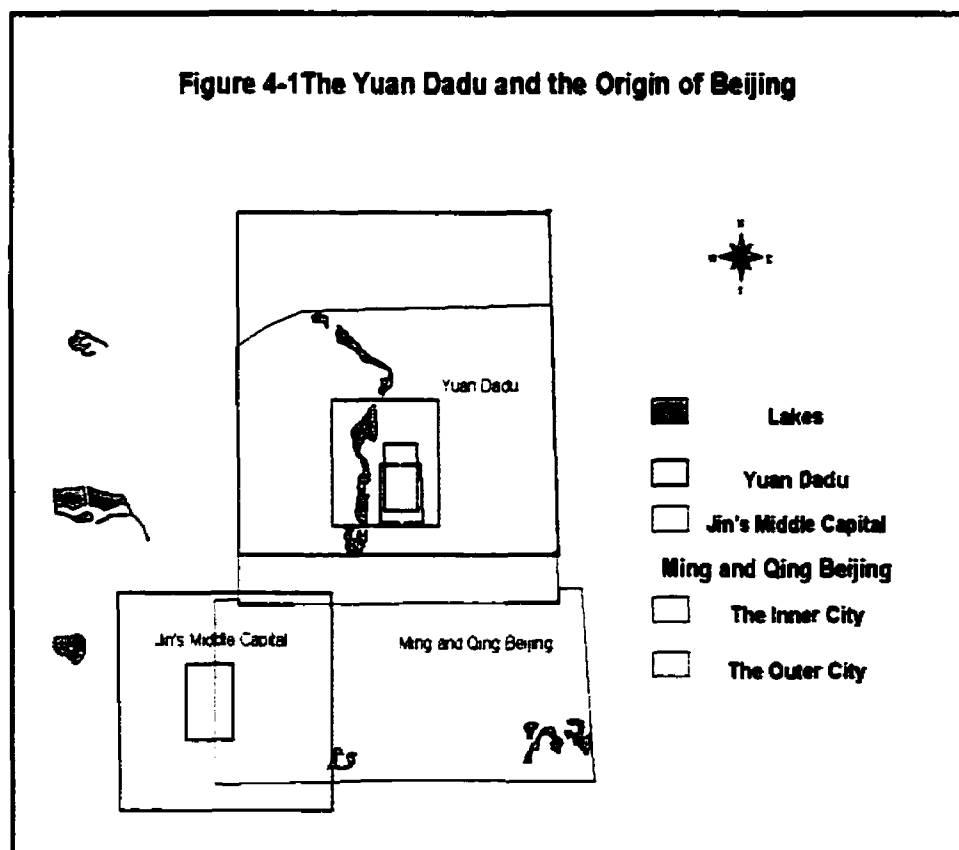 Figure 4-1The Yuan Dadu and the Origin of Beijing
N
W E
S
Yuan Dadu
Lakes
Yuan Dadu
Jin's Middle Capital
Ming and Qing Beijing
The Inner City
The Outer City
Jin's Middle Capital
Ming and Qing Beijing